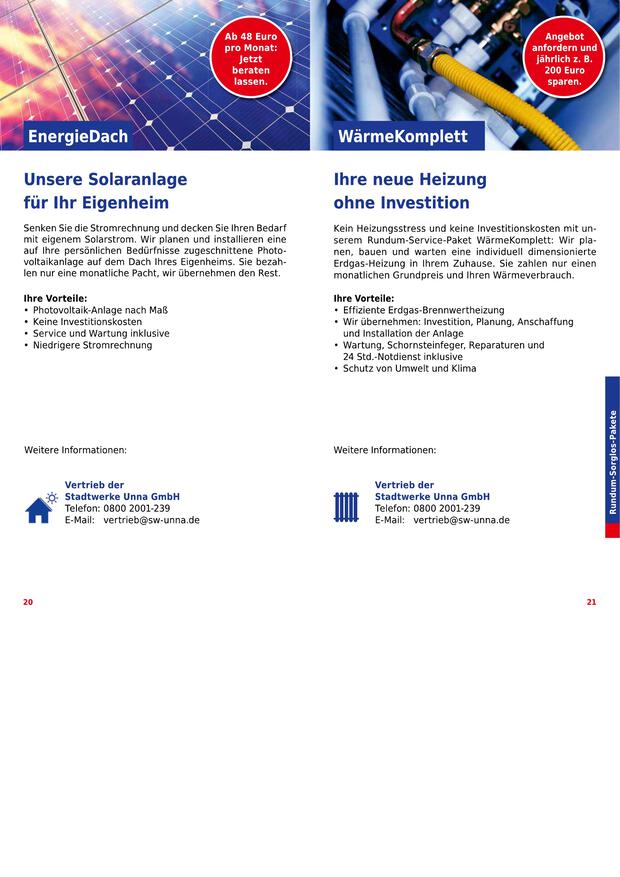 Ab 48 Euro
pro Monat:
Jetzt
beraten
lassen.
EnergieDach
Unsere Solaranlage
für Ihr Eigenheim
Senken Sie die Stromrechnung und decken Sie Ihren Bedarf
mit eigenem Solarstrom. Wir planen und installieren eine
auf Ihre persönlichen Bedürfnisse zugeschnittene Photo-
voltaikanlage auf dem Dach Ihres Eigenheims. Sie bezah-
len nur eine monatliche Pacht, wir übernehmen den Rest.
Ihre Vorteile:
• Photovoltaik-Anlage nach Maß
• Keine Investitionskosten
• Service und Wartung inklusive
• Niedrigere Stromrechnung
Weitere Informationen:
Vertrieb der
Stadtwerke Unna GmbH
Telefon: 0800 2001-239
E-Mail: vertrieb@sw-unna.de
20
Angebot
anfordern und
jährlich z. B.
200 Euro
sparen.
WärmeKomplett
Ihre neue Heizung
ohne Investition
Kein Heizungsstress und keine Investitionskosten mit un-
serem Rundum-Service-Paket WärmeKomplett: Wir pla-
nen, bauen und warten eine individuell dimensionierte
Erdgas-Heizung in Ihrem Zuhause. Sie zahlen nur einen
monatlichen Grundpreis und Ihren Wärmeverbrauch.
Ihre Vorteile:
• Effiziente Erdgas-Brennwertheizung
• Wir übernehmen: Investition, Planung, Anschaffung
und Installation der Anlage
• Wartung, Schornsteinfeger, Reparaturen und
24 Std.-Notdienst inklusive
• Schutz von Umwelt und Klima
Weitere Informationen:
Vertrieb der
Stadtwerke Unna GmbH
Telefon: 0800 2001-239
E-Mail: vertrieb@sw-unna.de
Rundum-Sorglos-Pakete
21